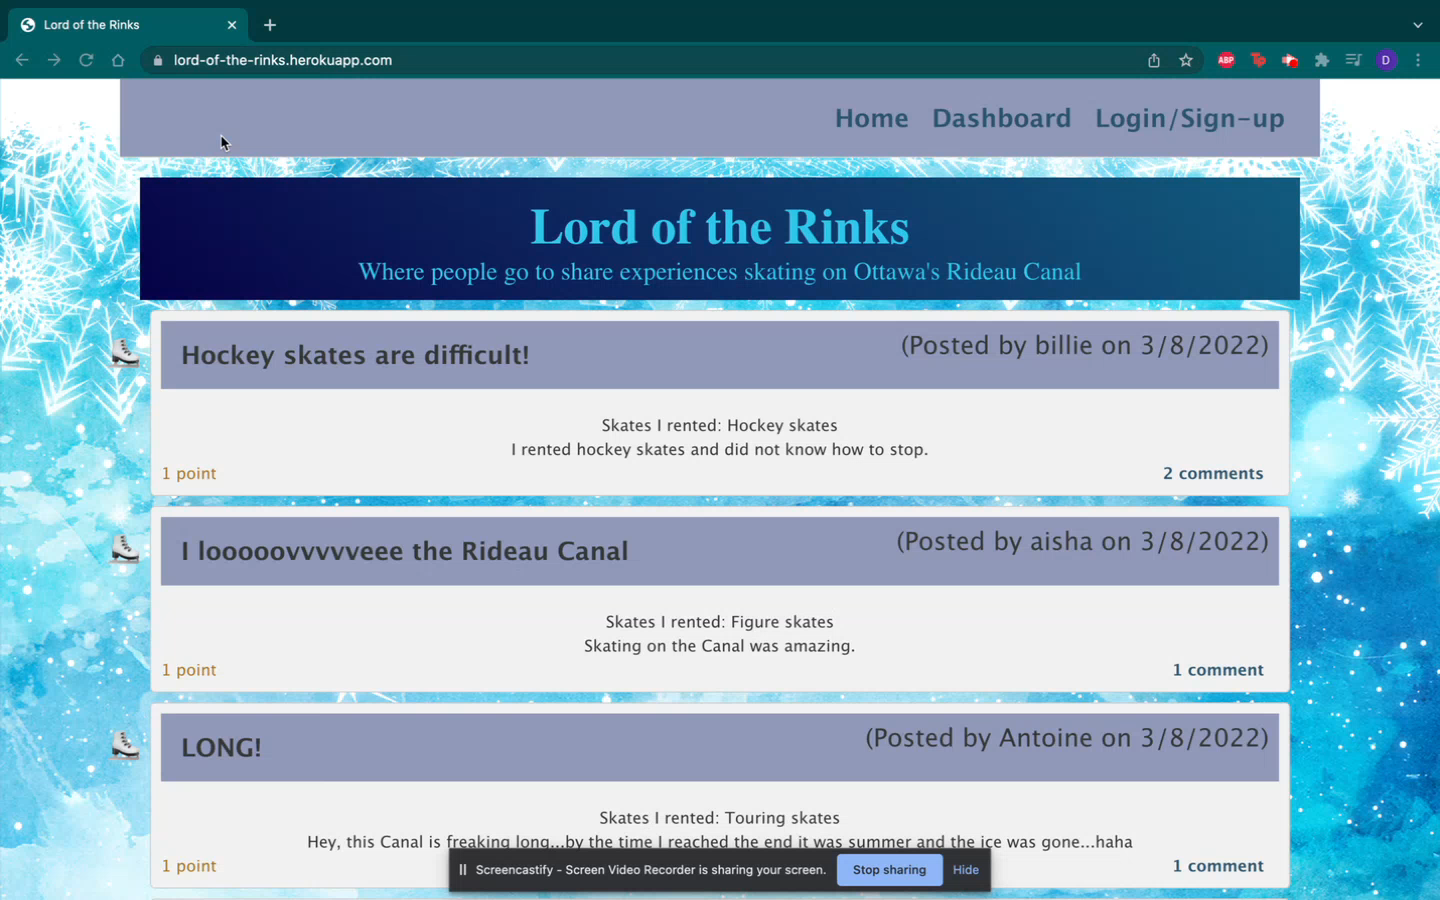 Lord of the Rinks
lord-of-the-rinks.herokuapp.com
ABP
D
Home Dashboard Login/Sign-up
Lord of the Rinks
Where people go to share experiences skating on Ottawa's Rideau Canal
Hockey skates are difficult!
(Posted by billie on 3/8/2022)
Skates I rented: Hockey skates
I rented hockey skates and did not know how to stop.
1 point
2 comments
I looooovvvvveee the Rideau Canal
(Posted by aisha on 3/8/2022)
Skates I rented: Figure skates
Skating on the Canal was amazing.
1 point
1 comment
LONG!
(Posted by Antoine on 3/8/2022)
Skates I rented: Touring skates
Hey, this Canal is freaking long...by the time I reached the end it was summer and the ice was gone...haha
1 point
1 comment
Screencastify - Screen Video Recorder is sharing your screen.
Stop sharing
Hide